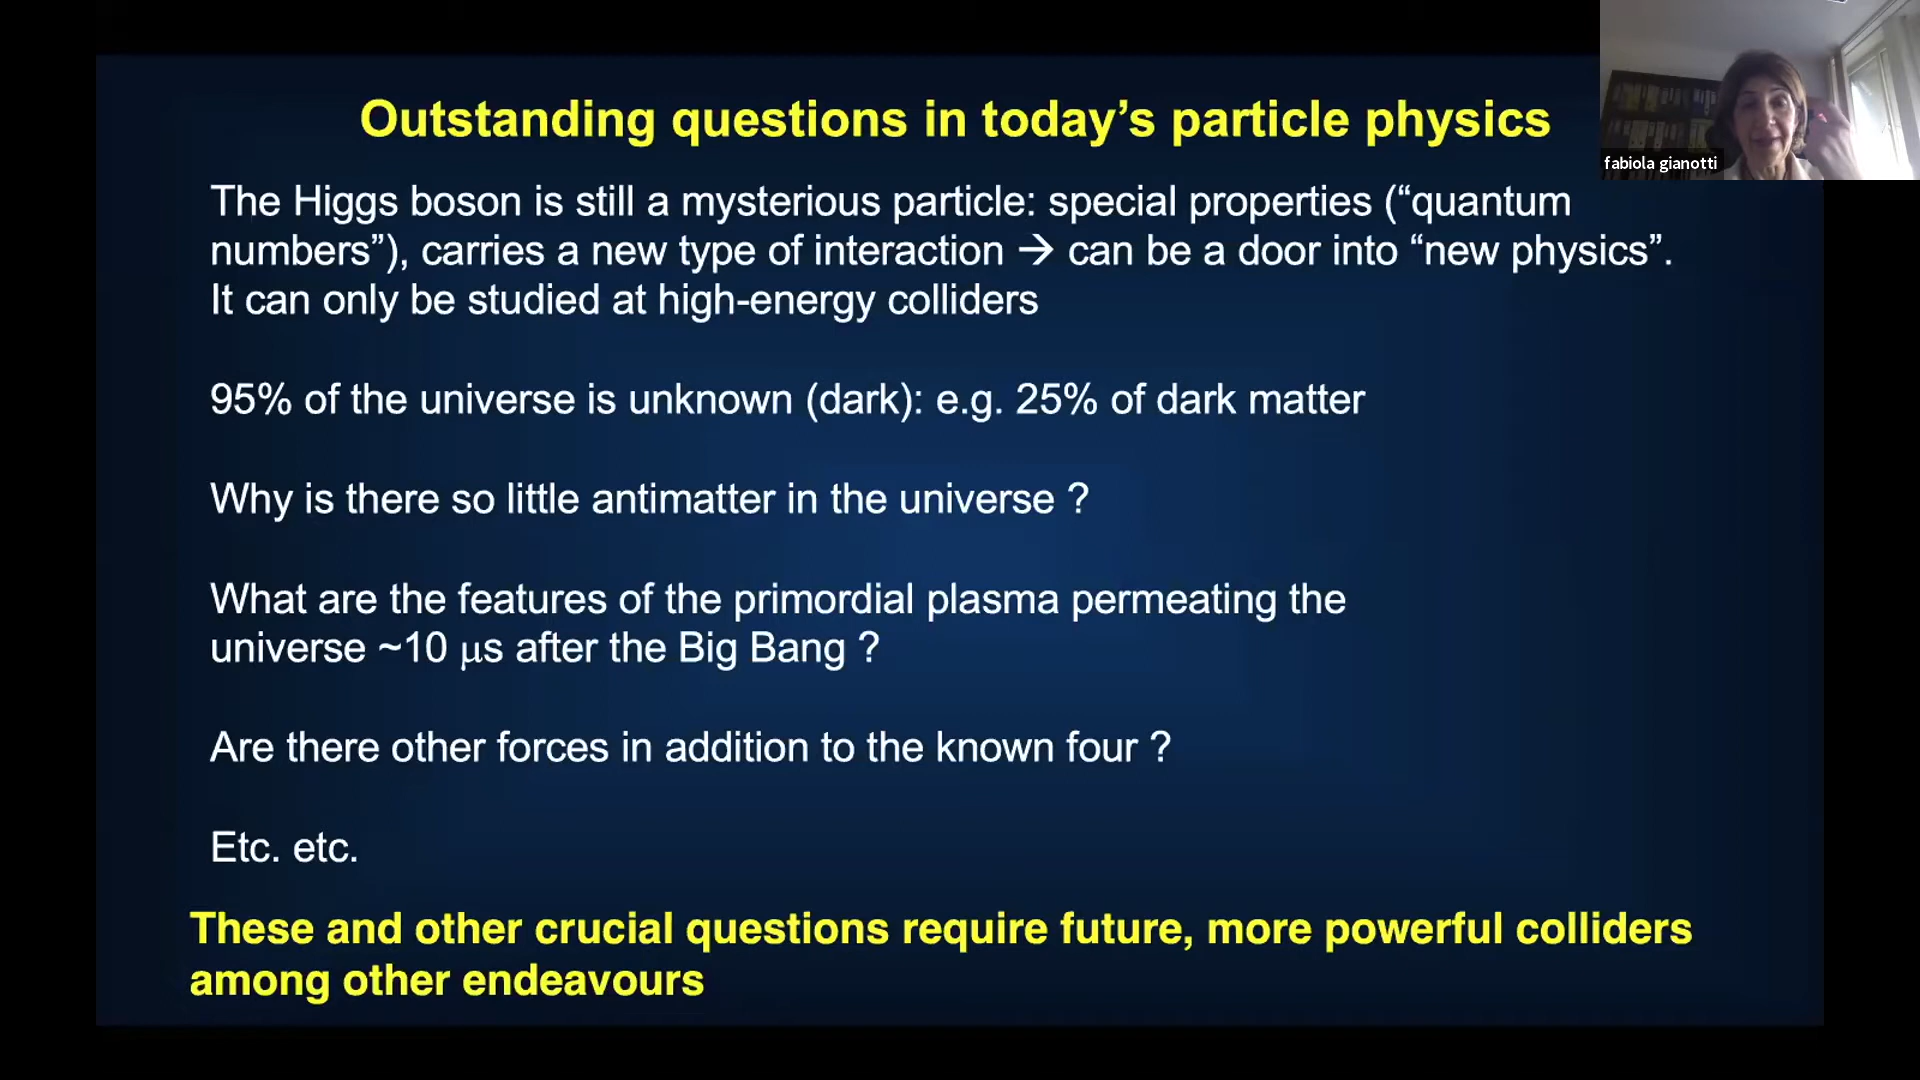 Outstanding questions in today’s particle physics
fabiola gianotti
The Higgs boson is still a mysterious particle: special properties (“quantum
numbers”), carries a new type of interaction → can be a door into “new physics”.
It can only be studied at high-energy colliders
95% of the universe is unknown (dark): e.g. 25% of dark matter
Why is there so little antimatter in the universe ?
What are the features of the primordial plasma permeating the
universe ~10 μs after the Big Bang ?
Are there other forces in addition to the known four ?
Etc. etc.
These and other crucial questions require future, more powerful colliders
among other endeavours